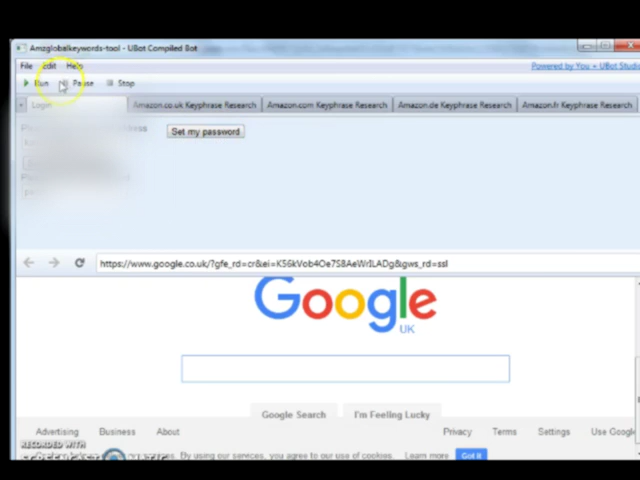 Amzglobalkeywords-tool - UBot Compiled Bot
File Edit Help
Powered by You + UBot Studio
Run Pause Stop
Login Amazon.co.uk Keyphrase Research Amazon.com Keyphrase Research Amazon.de Keyphrase Research Amazon.fr Keyphrase Research
Set my password
https://www.google.co.uk/?gfe_rd=cr&ei=K56kVob4Oe7S8AeWrILADg&gws_rd=ssl
Google
UK
Google Search I'm Feeling Lucky
Advertising Business About Privacy Terms Settings Use Google
RECORDED WITH
By using our services, you agree to our use of cookies. Learn more Got it